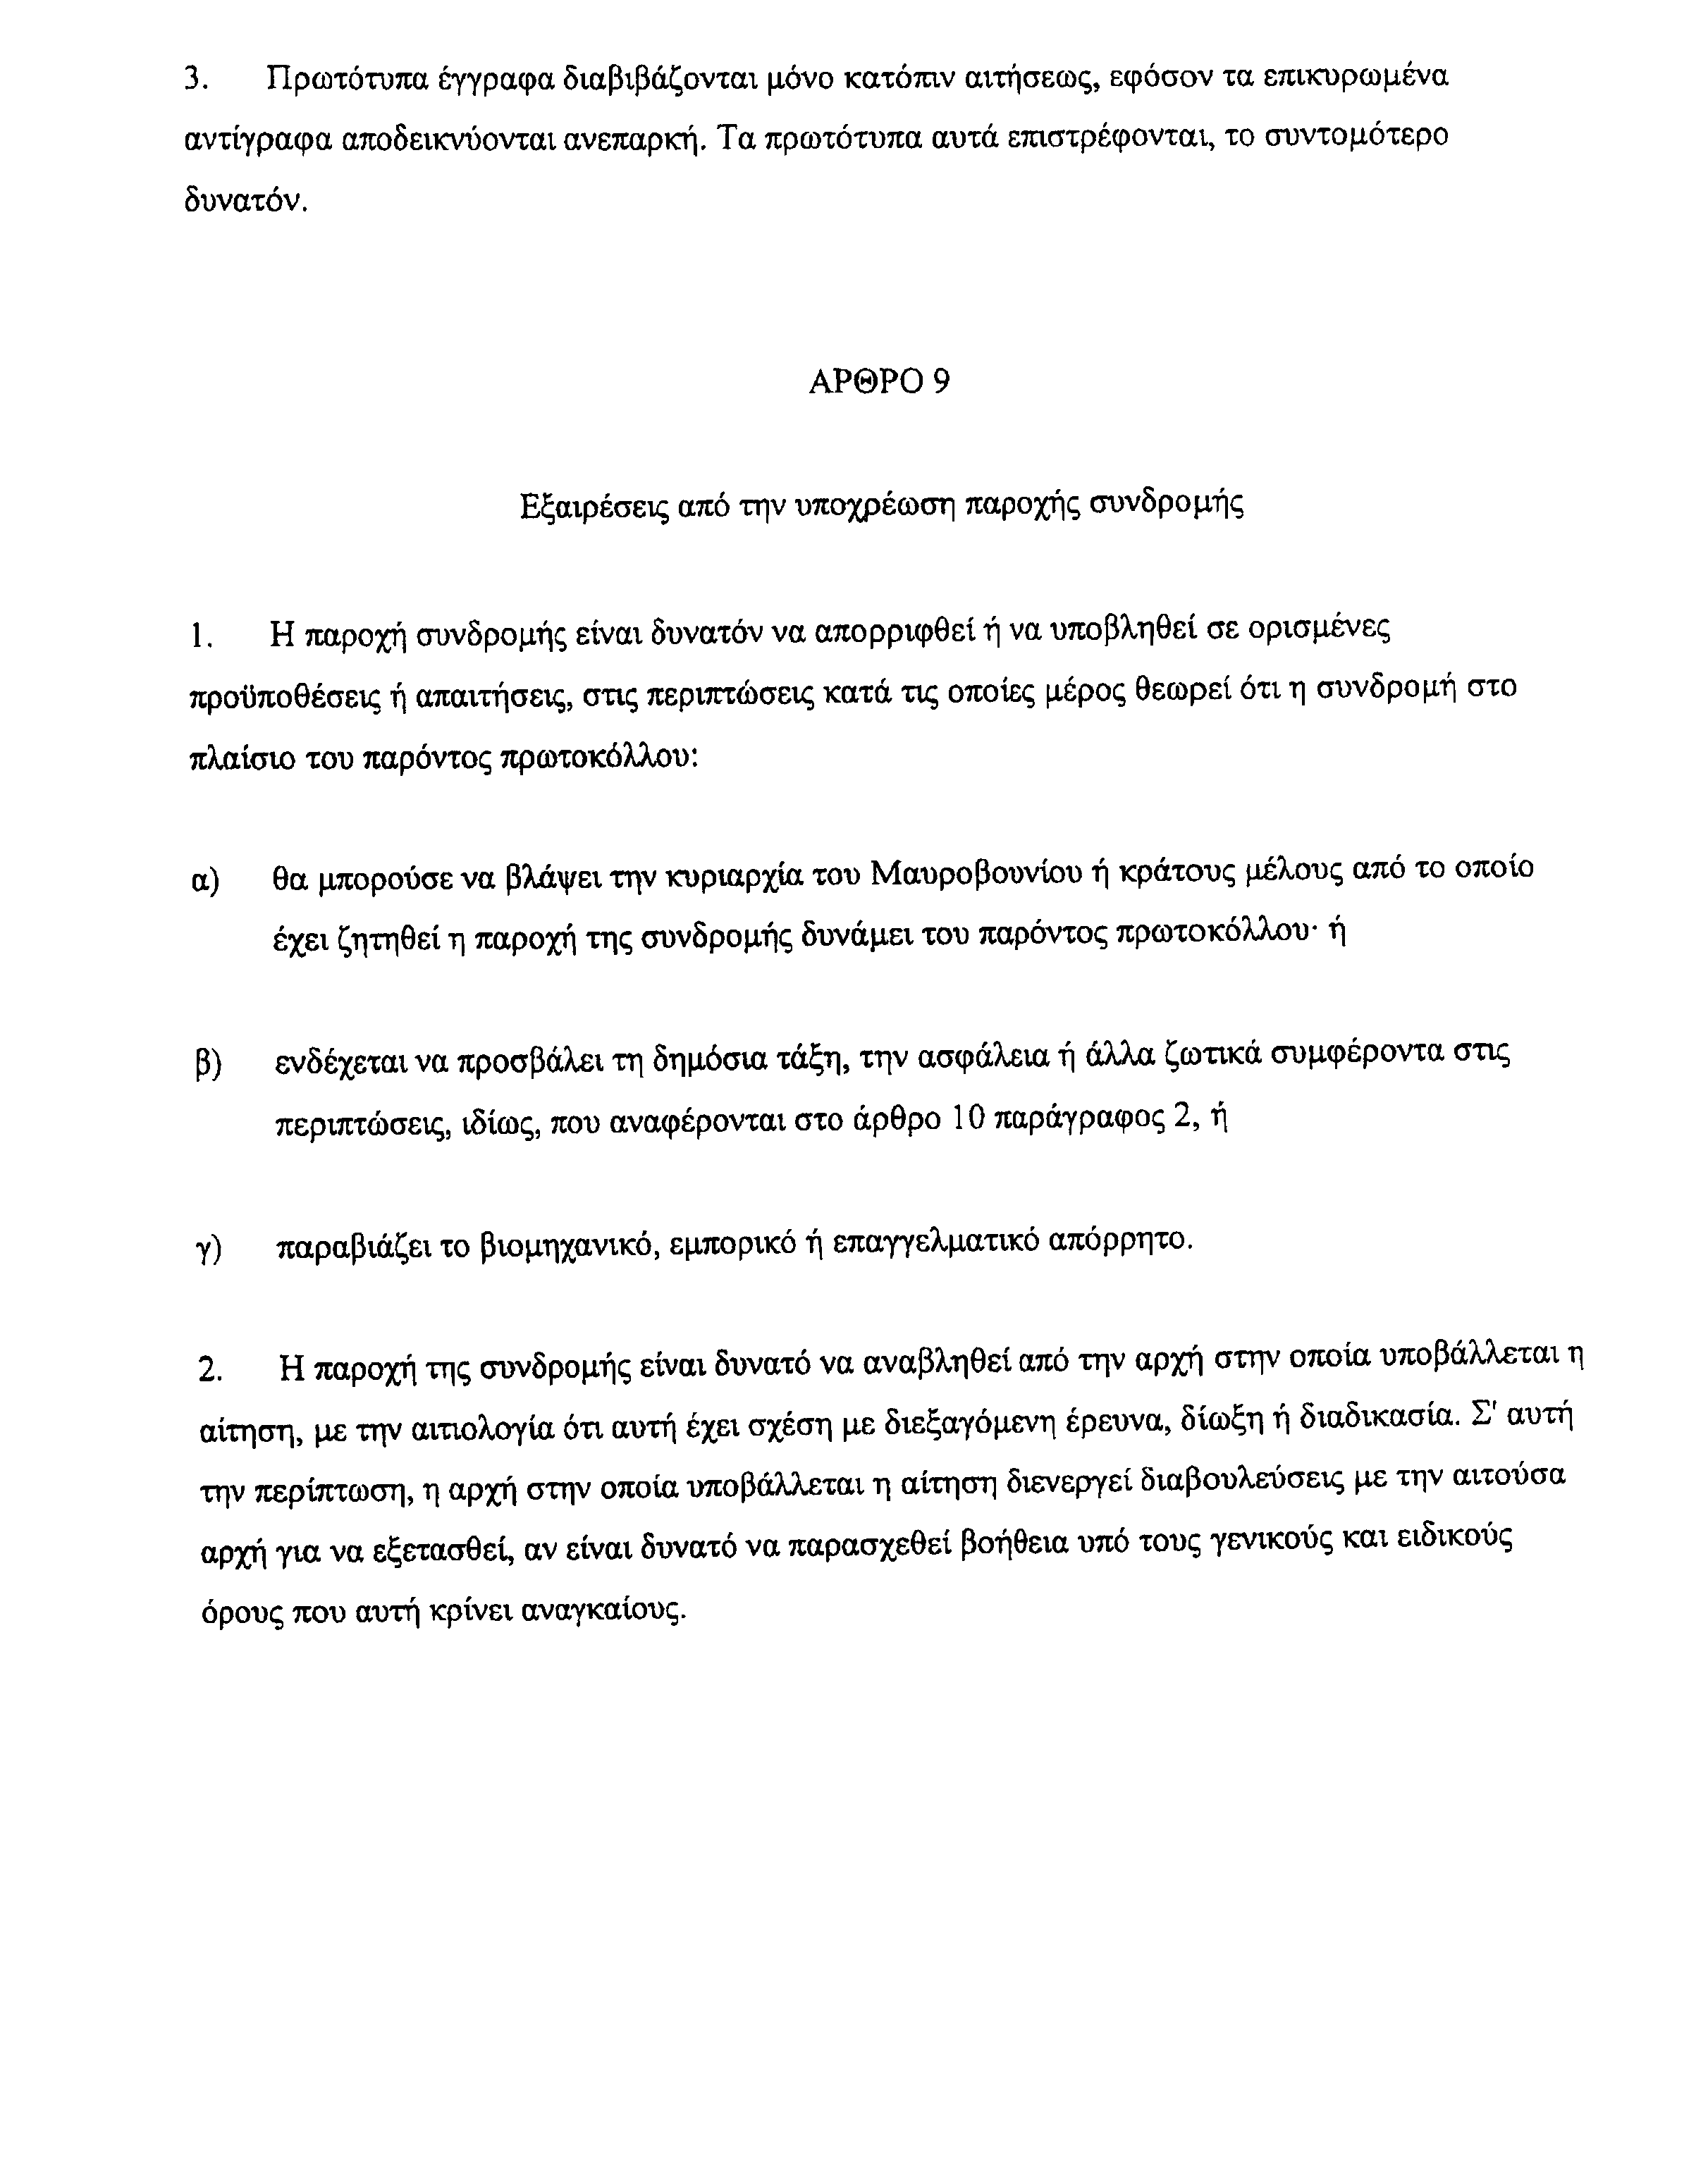 3. Πρωτότυπα έγγραφα διαβιβάζονται μόνο κατόπιν αιτήσεως, εφόσον τα επικυρωμένα
αντίγραφα αποδεικνύονται ανεπαρκή. Τα πρωτότυπα αυτά επιστρέφονται, το συντομότερο
δυνατόν.
ΑΡΘΡΟ 9
Εξαιρέσεις από την υποχρέωση παροχής συνδρομής
1. Η παροχή συνδρομής είναι δυνατόν να απορριφθεί ή να υποβληθεί σε ορισμένες
προϋποθέσεις ή απαιτήσεις, στις περιπτώσεις κατά τις οποίες μέρος θεωρεί ότι η συνδρομή στο
πλαίσιο του παρόντος πρωτοκόλλου:
α) θα μπορούσε να βλάψει την κυριαρχία του Μαυροβουνίου ή κράτους μέλους από το οποίο
έχει ζητηθεί η παροχή της συνδρομής δυνάμει του παρόντος πρωτοκόλλου· ή
β) ενδέχεται να προσβάλει τη δημόσια τάξη, την ασφάλεια ή άλλα ζωτικά συμφέροντα στις
περιπτώσεις, ιδίως, που αναφέρονται στο άρθρο 10 παράγραφος 2, ή
γ) παραβιάζει το βιομηχανικό, εμπορικό ή επαγγελματικό απόρρητο.
2. Η παροχή της συνδρομής είναι δυνατό να αναβληθεί από την αρχή στην οποία υποβάλλεται η
αίτηση, με την αιτιολογία ότι αυτή έχει σχέση με διεξαγόμενη έρευνα, δίωξη ή διαδικασία. Σ' αυτή
την περίπτωση, η αρχή στην οποία υποβάλλεται η αίτηση διενεργεί διαβουλεύσεις με την αιτούσα
αρχή για να εξετασθεί, αν είναι δυνατό να παρασχεθεί βοήθεια υπό τους γενικούς και ειδικούς
όρους που αυτή κρίνει αναγκαίους.